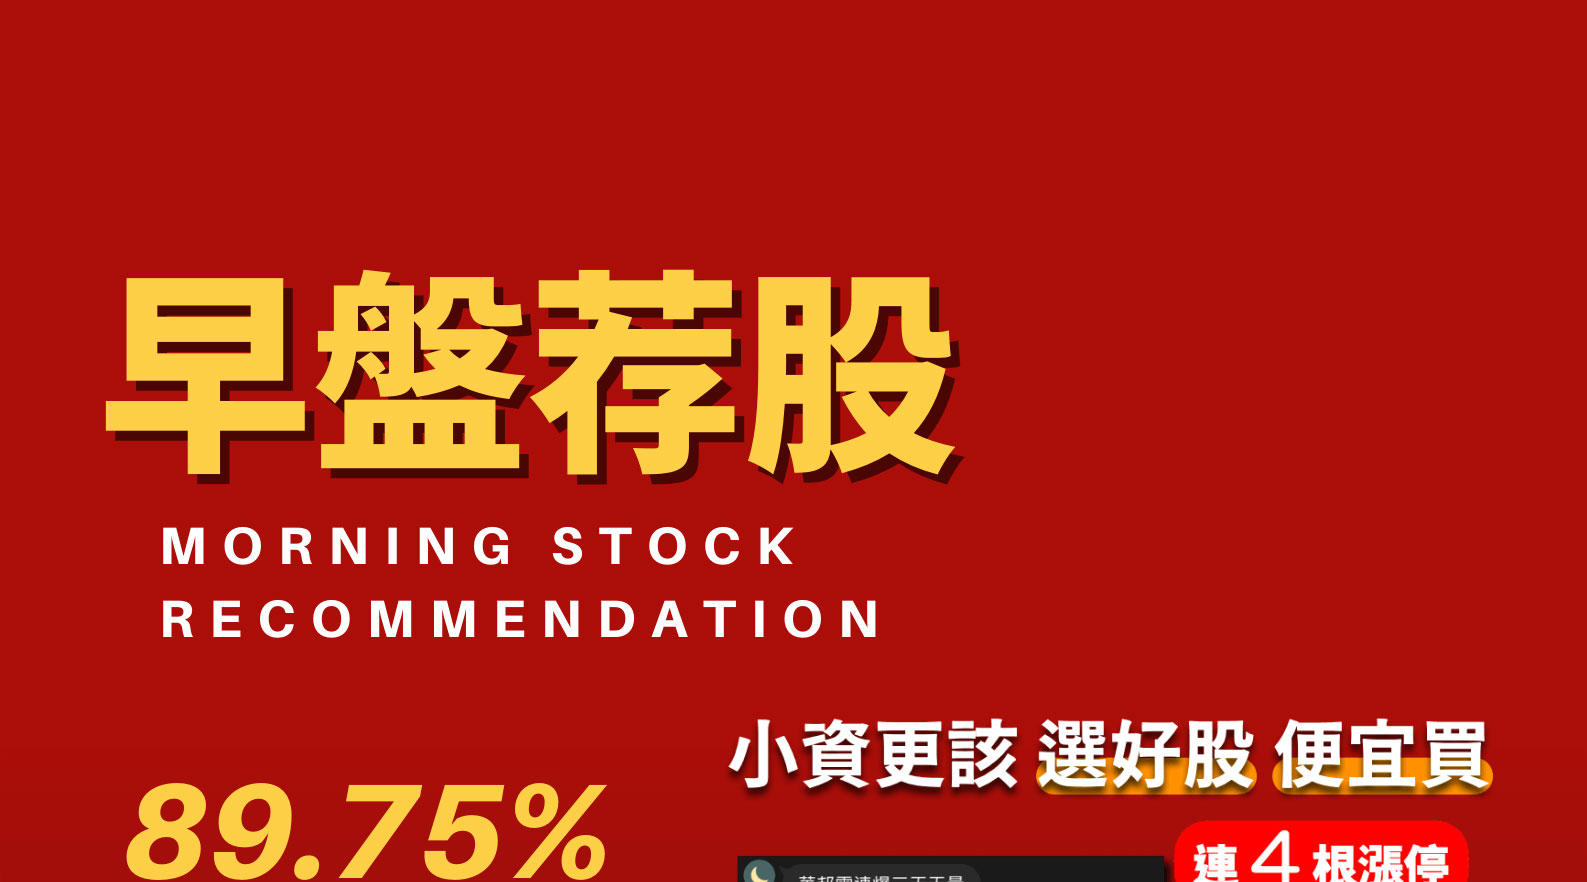 早盤荐股
MORNING STOCK
RECOMMENDATION
小資更該 選好股 便宜買
89.75%
連4根漲停